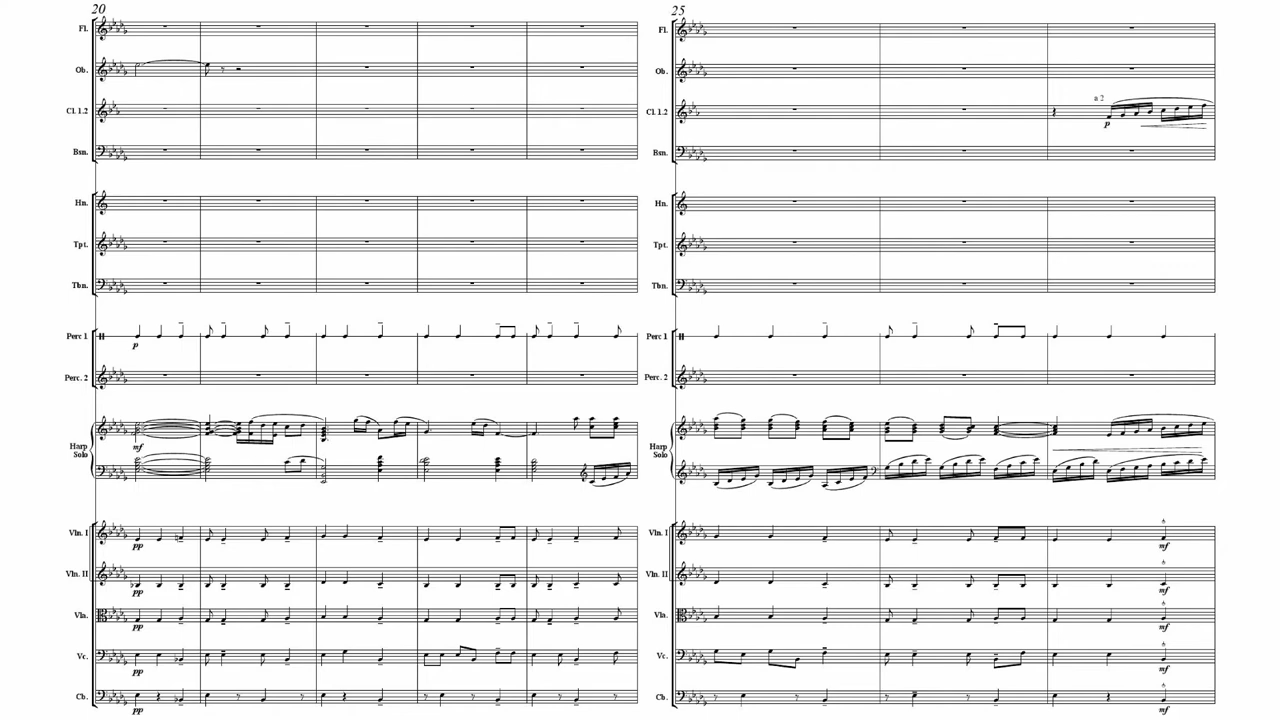 20
Fl.
Ob.
Cl. 1.2
Bsn.
Hn.
Tpt.
Tbn.
Perc 1
p
Perc. 2
Harp
Solo
mf
Vln. I
pp
Vln. II
pp
Vla.
pp
Vc.
pp
Cb.
pp
25
Fl.
Ob.
Cl. 1.2
a 2
p
Bsn.
Hn.
Tpt.
Tbn.
Perc 1
Perc. 2
Harp
Solo
Vln. I
mf
Vln. II
mf
Vla.
mf
Vc.
mf
Cb.
mf